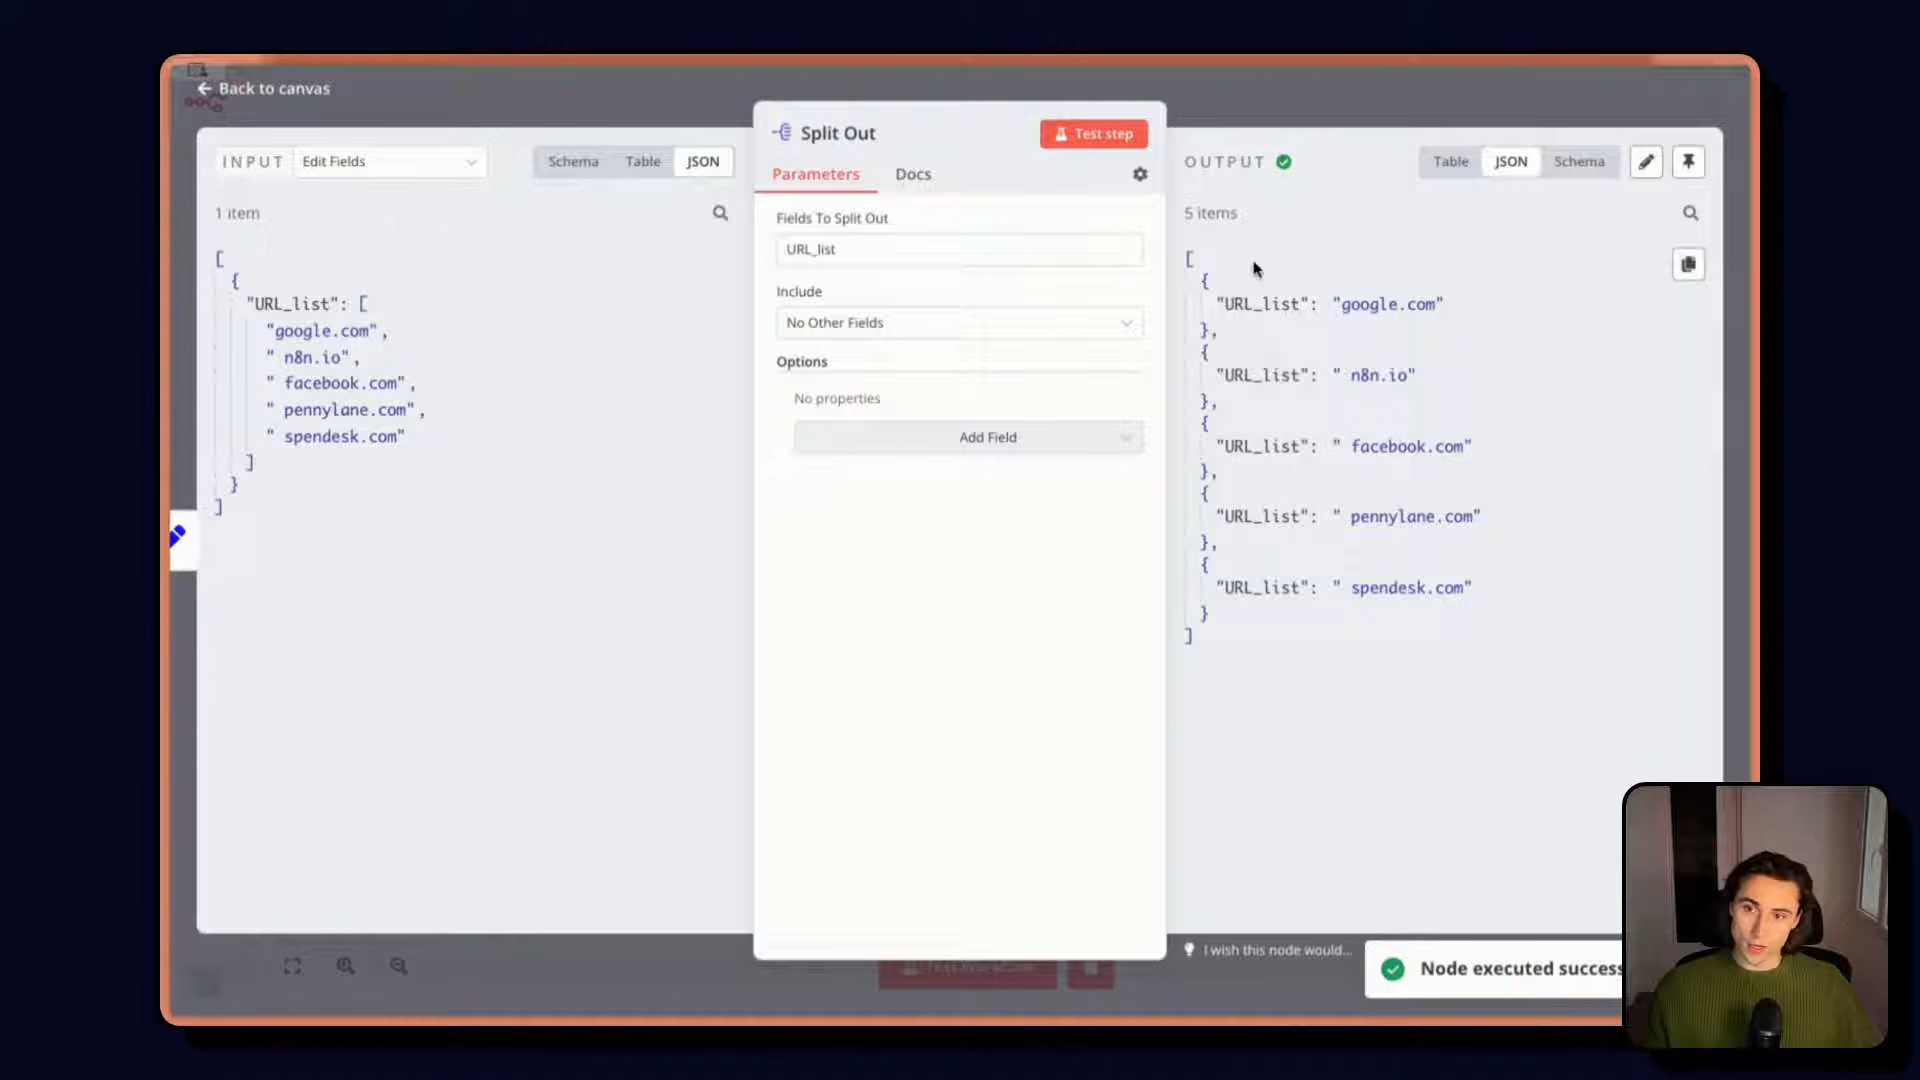 Back to canvas
INPUT Edit Fields Schema Table JSON
1 item
[
{
"URL_list": [
"google.com",
" n8n.io",
" facebook.com",
" pennylane.com",
" spendesk.com"
]
}
]
Split Out Test step
Parameters Docs
Fields To Split Out
URL_list
Include
No Other Fields
Options
No properties
Add Field
OUTPUT Table JSON Schema
5 items
[
{
"URL_list": "google.com"
},
{
"URL_list": " n8n.io"
},
{
"URL_list": " facebook.com"
},
{
"URL_list": " pennylane.com"
},
{
"URL_list": " spendesk.com"
}
]
I wish this node would...
Node executed success